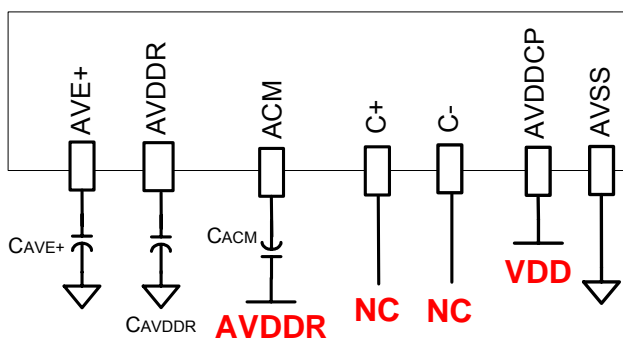 AVE+
AVDDR
ACM
C+
C-
AVDDCP
AVSS
CAVE+
CAVDDR
CACM
AVDDR
NC
NC
VDD